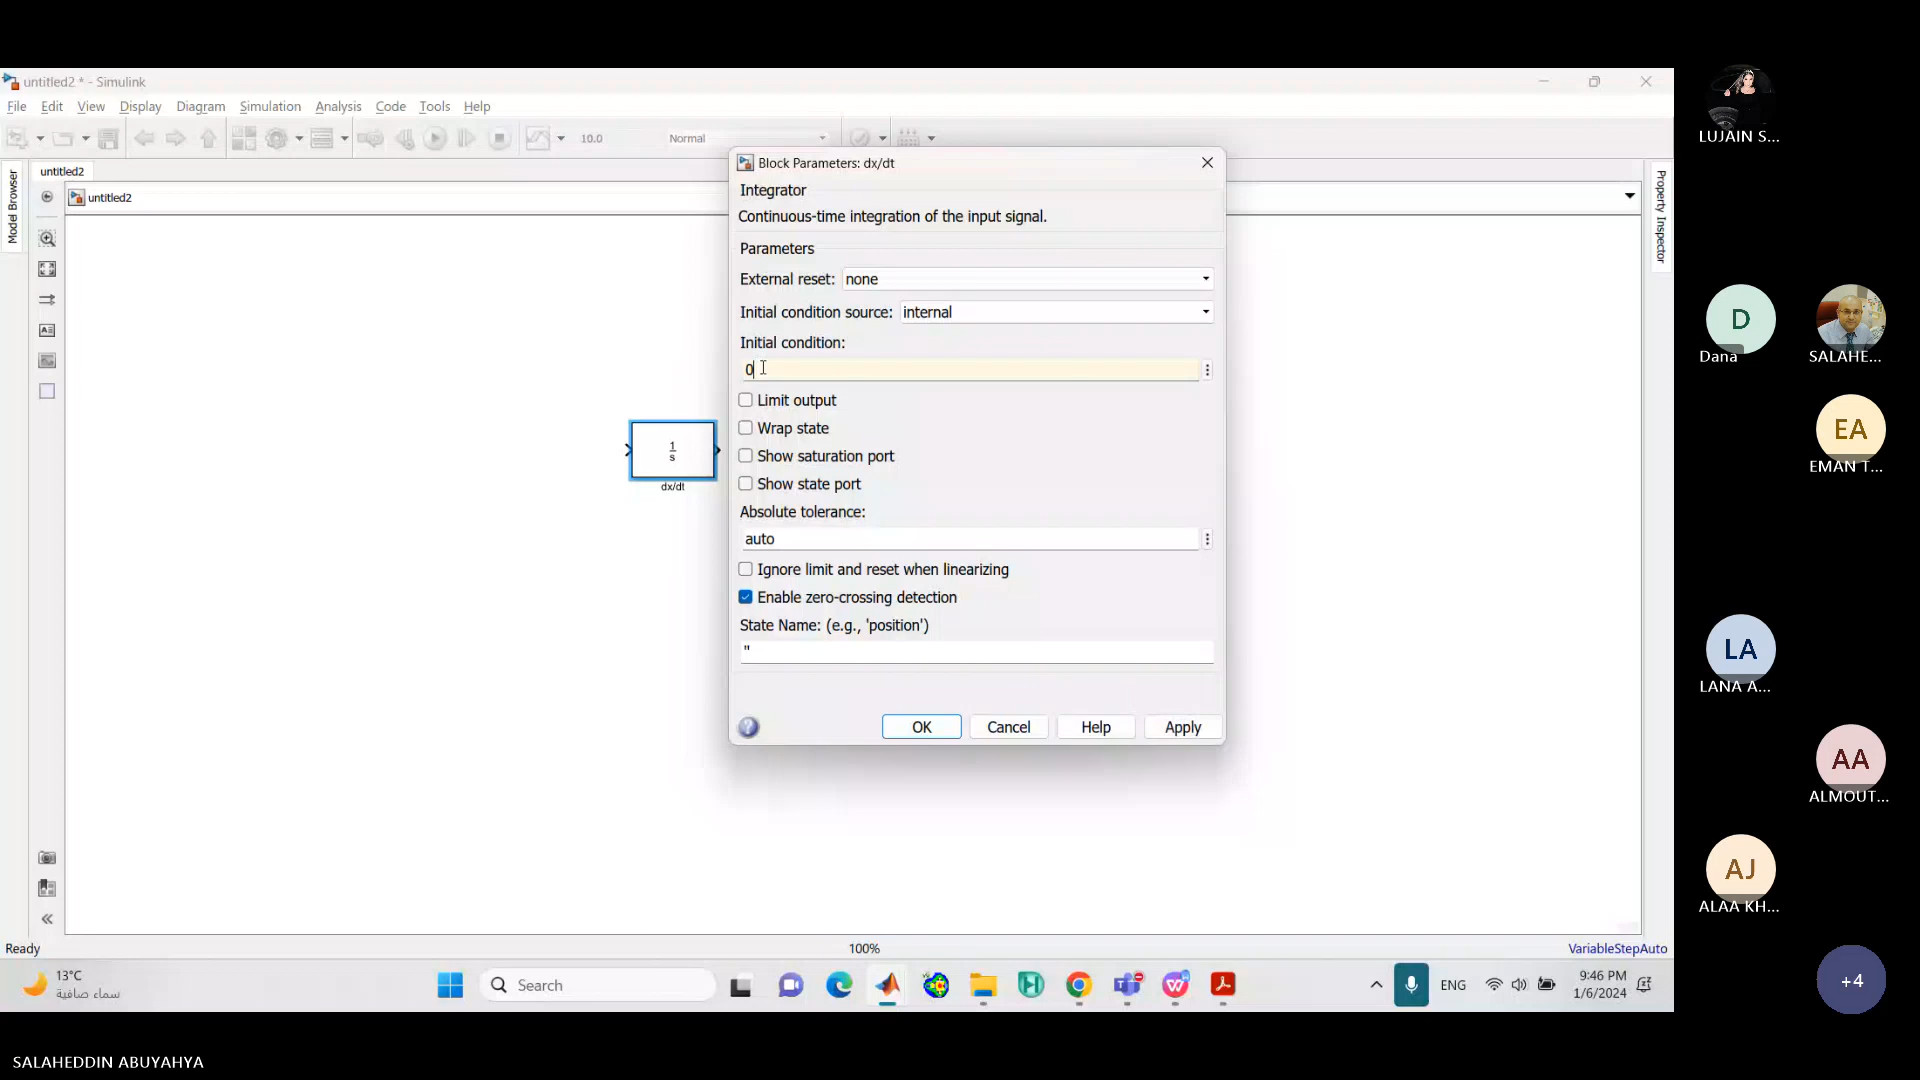 untitled2 * - Simulink
File Edit View Display Diagram Simulation Analysis Code Tools Help
10.0 Normal
Model Browser
untitled2
untitled2
Property Inspector
Block Parameters: dx/dt
Integrator
Continuous-time integration of the input signal.
Parameters
External reset: none
Initial condition source: internal
Initial condition:
0
Limit output
Wrap state
Show saturation port
Show state port
Absolute tolerance:
auto
Ignore limit and reset when linearizing
Enable zero-crossing detection
State Name: (e.g., 'position')
''
OK Cancel Help Apply
1
s
dx/dt
Ready 100% VariableStepAuto
13°C
سماء صافية
Search
ENG
9:46 PM
1/6/2024
LUJAIN S...
D
Dana
SALAHE...
EA
EMAN T...
LA
LANA A...
AA
ALMOUT...
AJ
ALAA KH...
+4
SALAHEDDIN ABUYAHYA